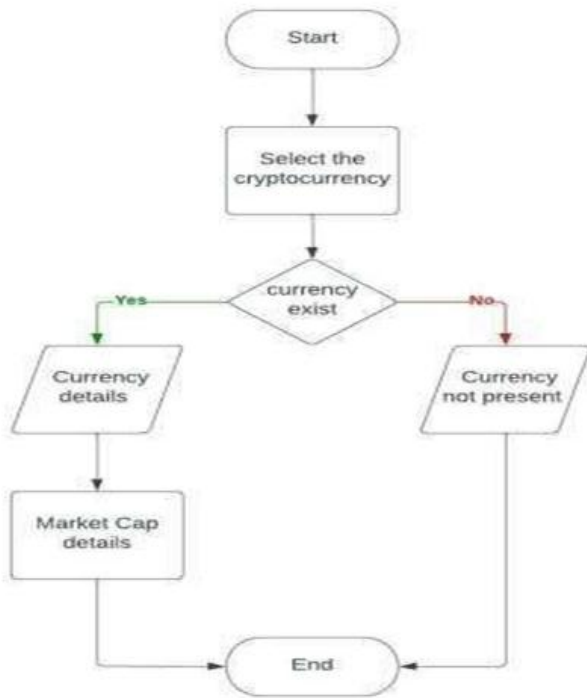 Start
Select the
cryptocurrency
currency
exist
Yes
No
Currency
details
Currency
not present
Market Cap
details
End